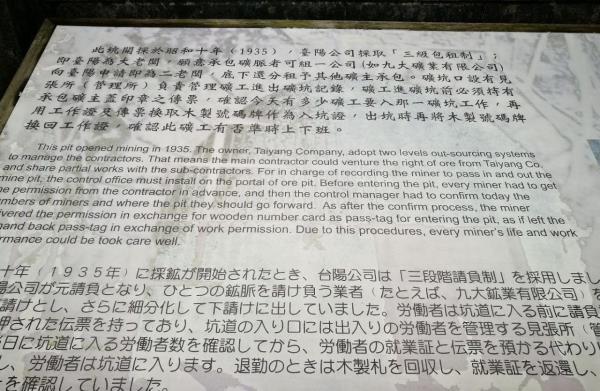 此坑開採於昭和十年（1935），臺陽公司採取「三級包租制」；
即臺陽為大老闆，願意承包礦脈者可組一公司（如九大礦業有限公司）
向臺陽申請即為二老闆，底下還分租予其他礦主承包。礦坑口設有見
張所（管理所）負責管理礦工進出礦坑記錄，礦工進礦坑前必須持有
承包礦主蓋印章之傳票，確認今天有多少礦工要入那一礦坑工作，再
用工作證及傳票換取木製號碼牌作為入坑證，出坑時再將木製號碼牌
換回工作證，確認此礦工有否準時上下班。
This pit opened mining in 1935. The owner, Taiyang Company, adopt two levels out-sourcing systems
to manage the contractors. That means the main contractor could venture the right of ore from Taiyang Co.
and share partial works with the sub-contractors. For in charge of recording the miner to pass in and out the
mine pit, the control office must install on the portal of ore pit. Before entering the pit, every miner had to get
he permission from the contractor in advance, and then the control manager had to confirm today the
mbers of miners and where the pit they should go forward. As after the confirm process, the miner
ivered the permission in exchange for wooden number card as pass-tag for entering the pit, as if left the
hand back pass-tag in exchange of work permission. Due to this procedures, every miner's life and work
rmance could be took care well.
十年（１９３５年）に採鉱が開始されたとき、台陽公司は「三段階請負制」を採用しまし
陽公司が元請負となり、ひとつの鉱脈を請け負う業者（たとえば、九大鉱業有限公司）を
請けとし、さらに細分化して下請けに出していました。労働者は坑道に入る前に請負
押された伝票を持っており、坑道の入り口には出入りの労働者を管理する見張所（管
当日に坑道に入る労働者数を確認してから、労働者の就業証と伝票を預かる代わり
し、労働者は坑道に入ります。退勤のときは木製札を回収し、就業証を返還し、
を確認していました。